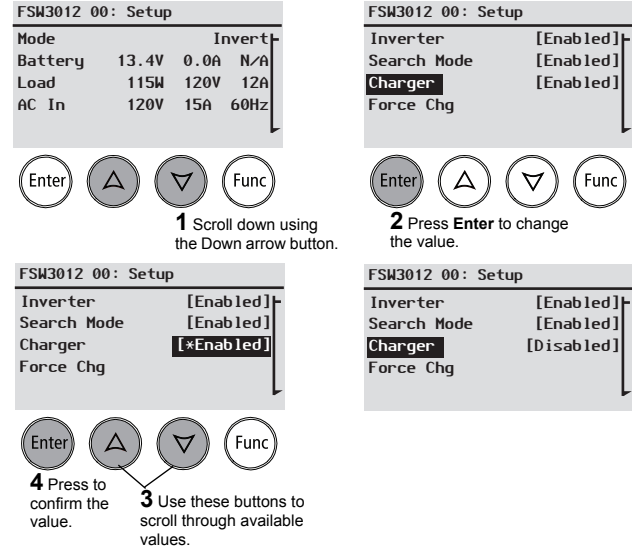 FSW3012 00: Setup
Mode Invert
Battery 13.4V 0.0A N/A
Load 115W 120V 12A
AC In 120V 15A 60Hz
Enter Func
1 Scroll down using
the Down arrow button.
FSW3012 00: Setup
Inverter [Enabled]
Search Mode [Enabled]
Charger [Enabled]
Force Chg
Enter Func
2 Press Enter to change
the value.
FSW3012 00: Setup
Inverter [Enabled]
Search Mode [Enabled]
Charger [*Enabled]
Force Chg
Enter Func
4 Press to
confirm the
value.
3 Use these buttons to
scroll through available
values.
FSW3012 00: Setup
Inverter [Enabled]
Search Mode [Enabled]
Charger [Disabled]
Force Chg